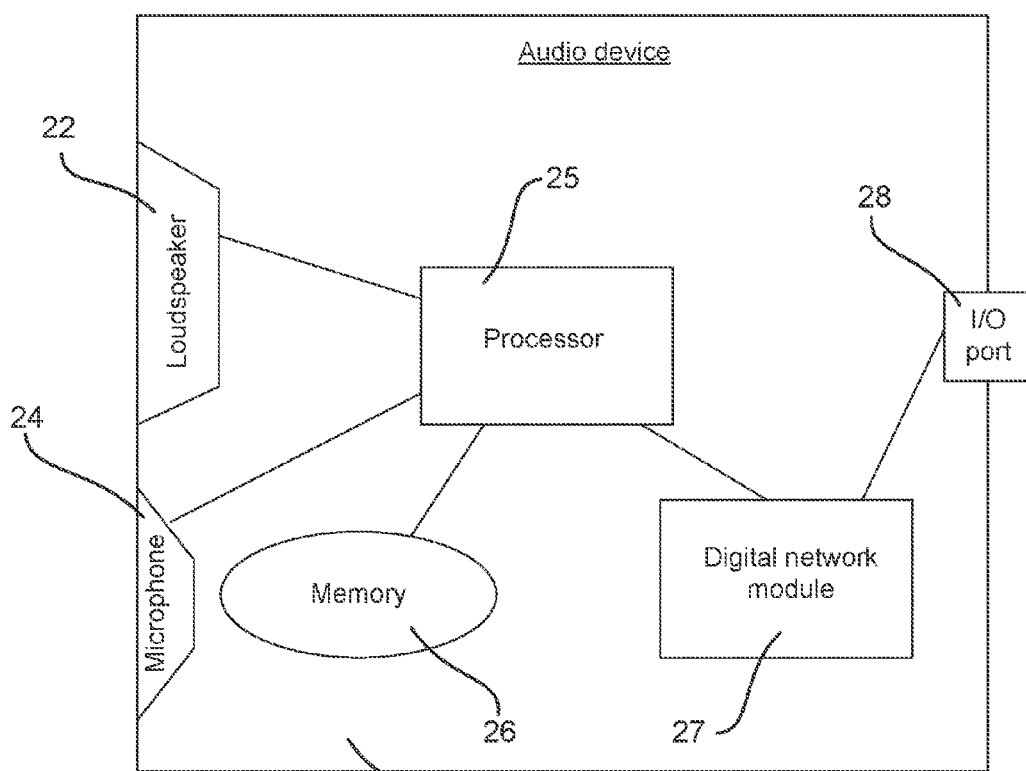 Audio device
22
Loudspeaker
25
Processor
28
I/O
port
24
Microphone
Memory
26
Digital network
module
27